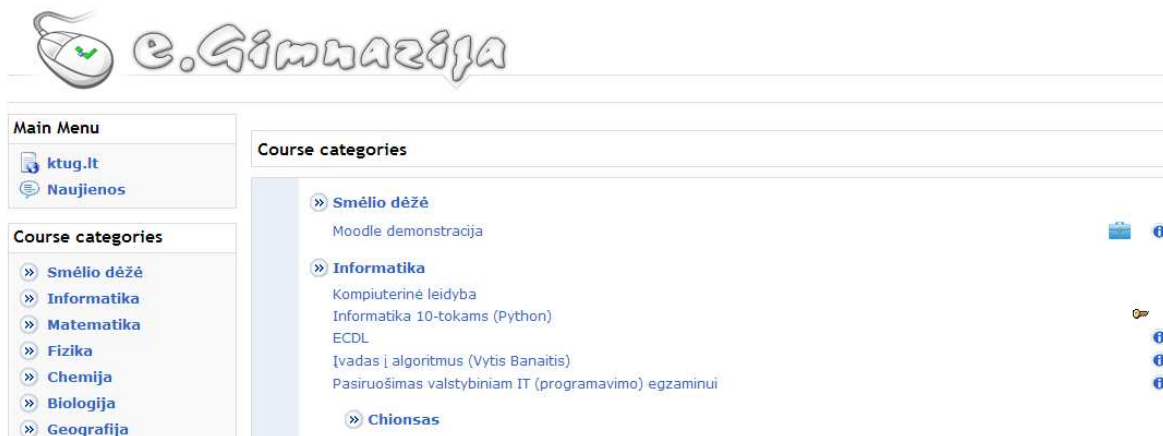 e.Gimnazija
Main Menu
ktug.lt
Naujienos
Course categories
Smėlio dėžė
Informatika
Matematika
Fizika
Chemija
Biologija
Geografija
Course categories
Smėlio dėžė
Moodle demonstracija
Informatika
Kompiuterinė leidyba
Informatika 10-tokams (Python)
ECDL
Įvadas į algoritmus (Vytis Banaitis)
Pasiruošimas valstybiniam IT (programavimo) egzaminui
Chionsas